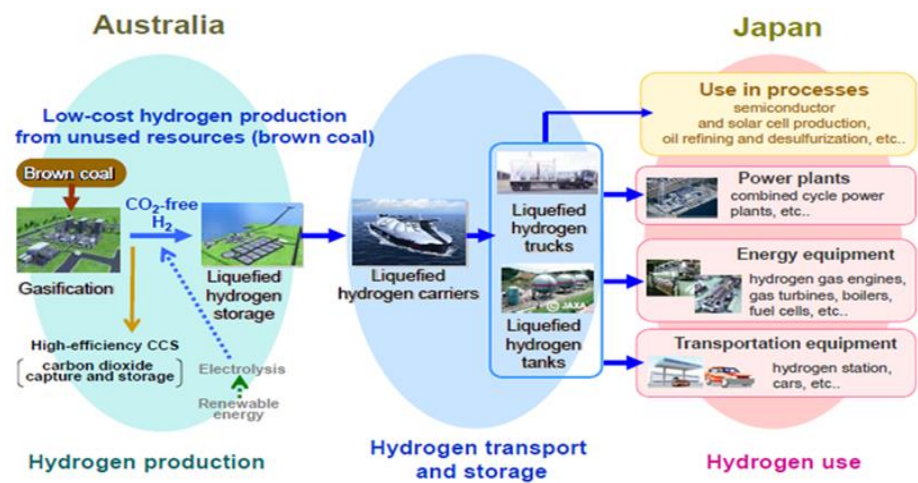 Australia
Japan
Low-cost hydrogen production
from unused resources (brown coal)
Brown coal
CO₂-free
H₂
Gasification
Liquefied
hydrogen
storage
High-efficiency CCS
carbon dioxide
capture and storage
Electrolysis
Renewable
energy
Hydrogen production
Liquefied
hydrogen carriers
Liquefied
hydrogen
trucks
© JAXA
Liquefied
hydrogen
tanks
Hydrogen transport
and storage
Use in processes
semiconductor
and solar cell production,
oil refining and desulfurization, etc..
Power plants
combined cycle power
plants, etc..
Energy equipment
hydrogen gas engines,
gas turbines, boilers,
fuel cells, etc..
Transportation equipment
hydrogen station,
cars, etc..
Hydrogen use